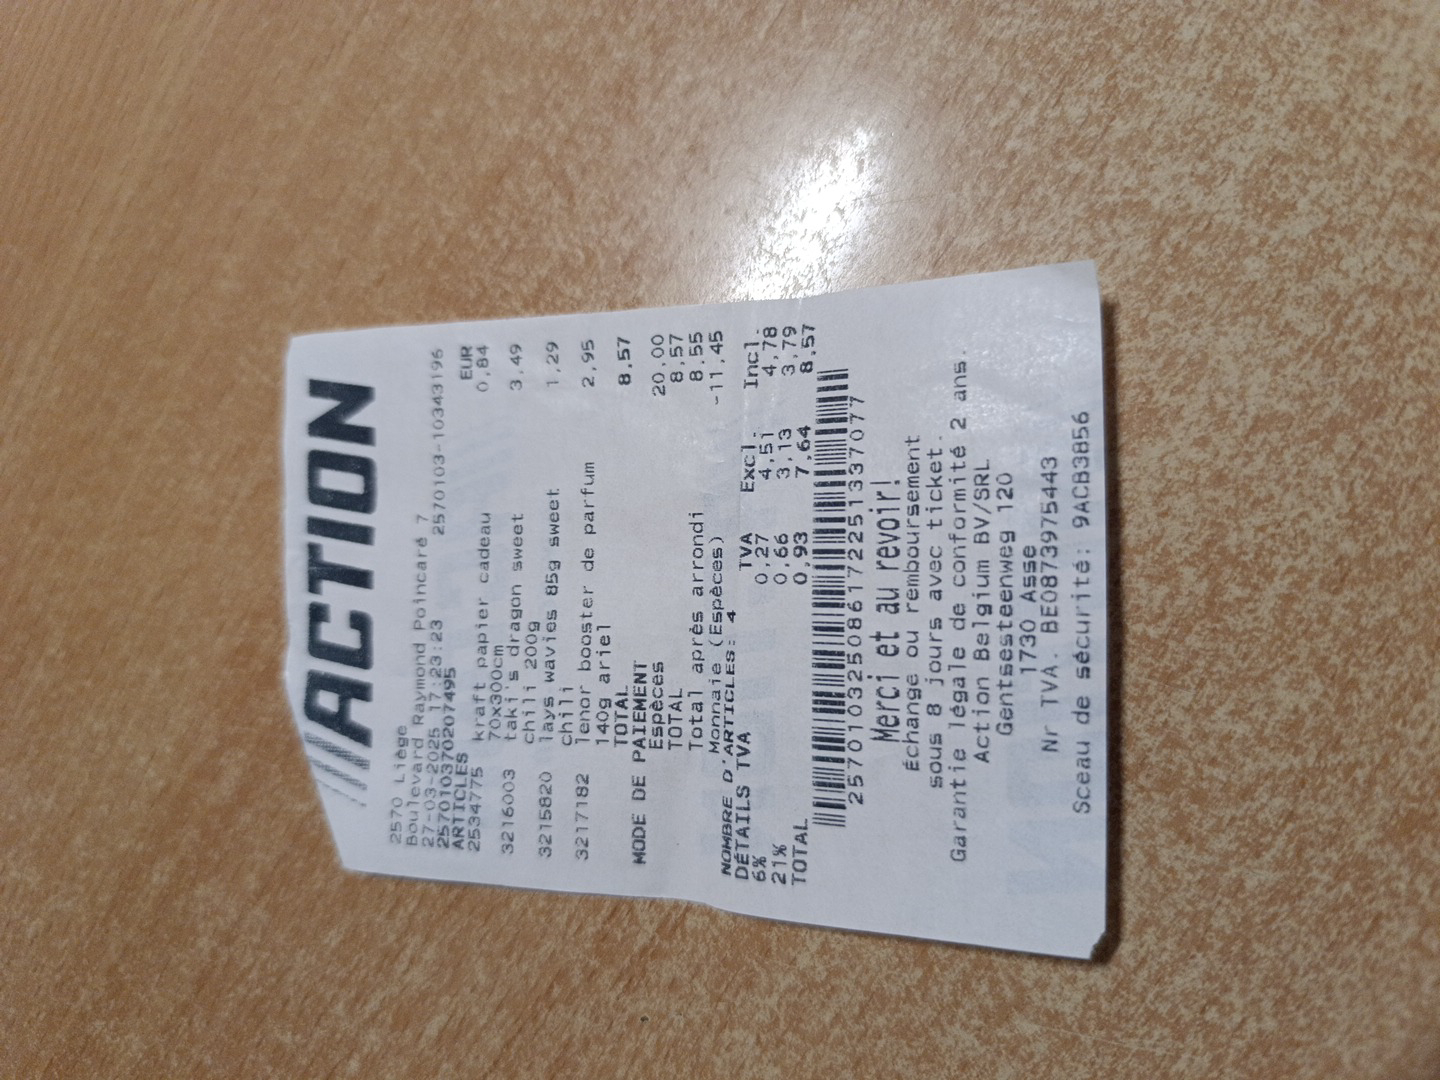 ACTION
2570 Liège
Boulevard Raymond Poincaré 7
27-03-2025 17:23:23 2570103-10343196
257010370207495
ARTICLES EUR
2534775 kraft papier cadeau 0,84
70x300cm
3216003 taki's dragon sweet 3,49
chili 200g
3215820 lays wavies 85g sweet 1,29
chili
3217182 lenor booster de parfum 2,95
140g ariel
TOTAL 8,57
MODE DE PAIEMENT
Espèces 20,00
TOTAL 8,57
Total après arrondi 8,55
Monnaie (Espèces) -11,45
NOMBRE D'ARTICLES: 4
DÉTAILS TVA TVA Excl. Incl.
6% 0,27 4,51 4,78
21% 0,66 3,13 3,79
TOTAL 0,93 7,64 8,57
2570103250861722513377077
Merci et au revoir!
Échange ou remboursement
sous 8 jours avec ticket.
Garantie légale de conformité 2 ans.
Action Belgium BV/SRL
Gentsesteenweg 120
1730 Asse
Nr TVA. BE0873975443
Sceau de sécurité: 9ACB3B56